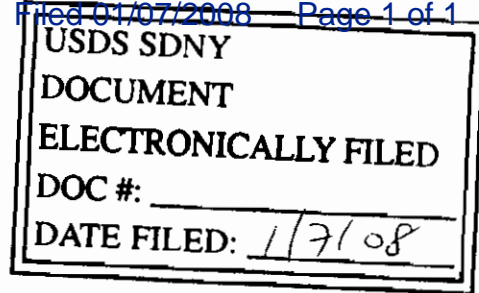 Filed 01/07/2008 Page 1 of 1
USDS SDNY
DOCUMENT
ELECTRONICALLY FILED
DOC #:
DATE FILED: 1/7/08